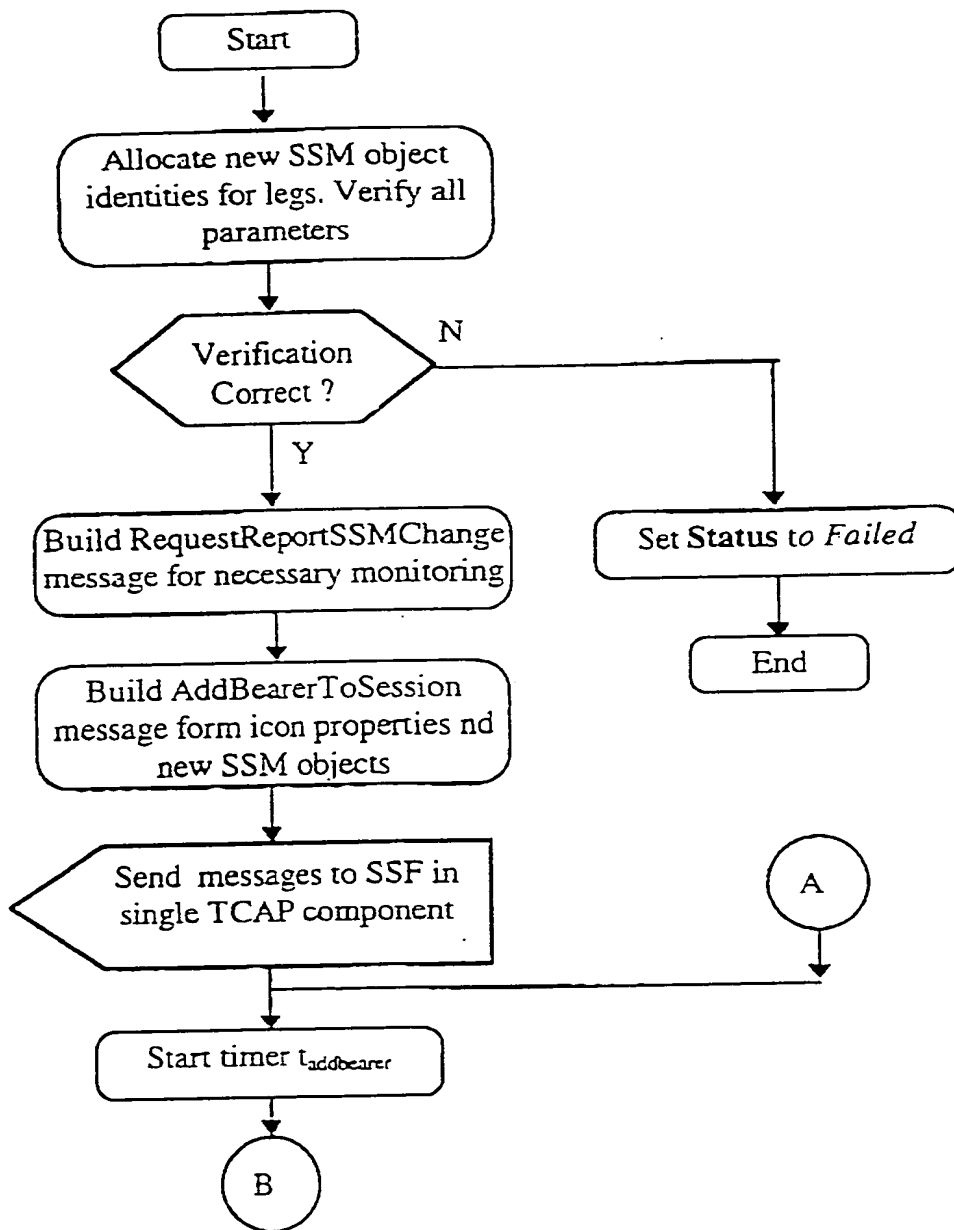 Start
Allocate new SSM object
identities for legs. Verify all
parameters
Verification
Correct ?
N
Y
Build RequestReportSSMChange
message for necessary monitoring
Set Status to Failed
End
Build AddBearerToSession
message form icon properties nd
new SSM objects
Send messages to SSF in
single TCAP component
A
Start timer taddbearer
B